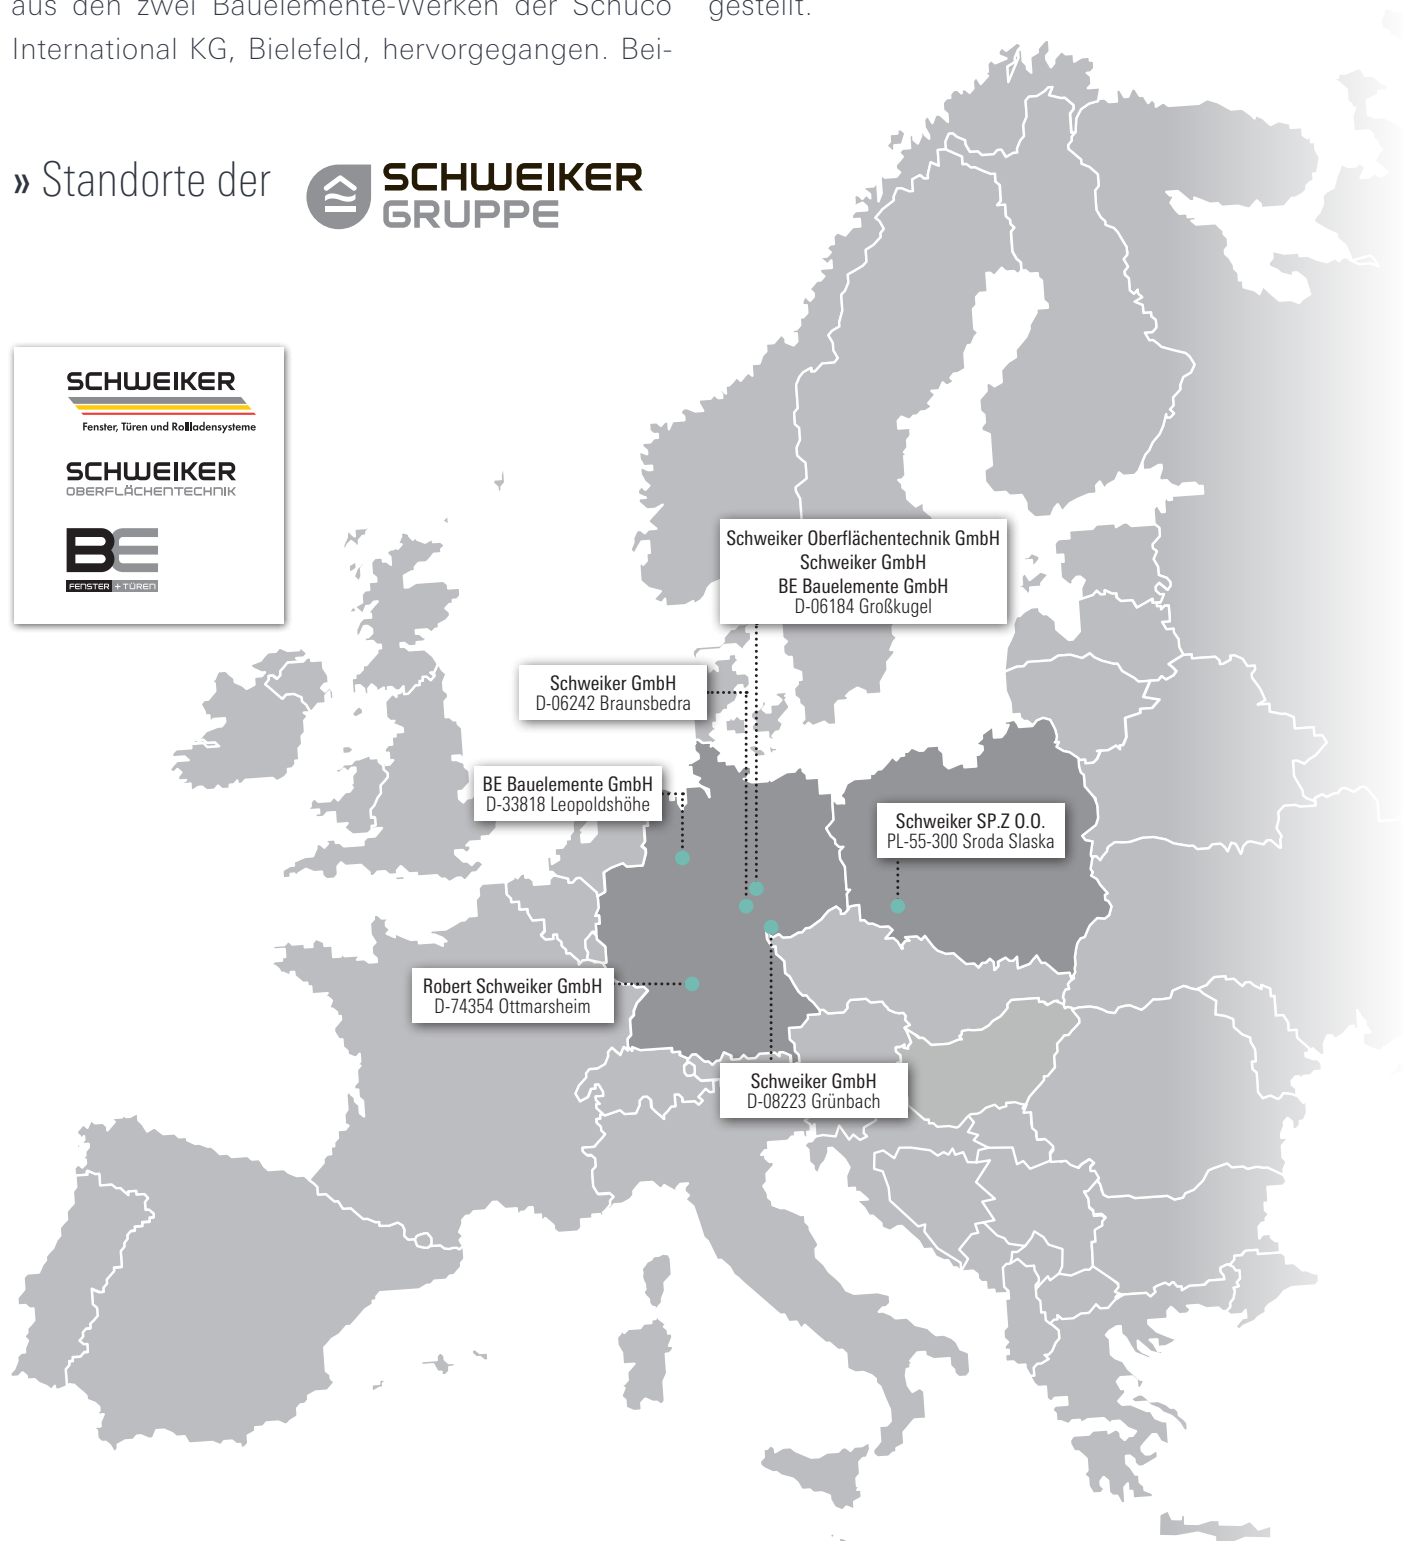 aus den zwei Bauelemente-Werken der Schüco
International KG, Bielefeld, hervorgegangen. Bei-
gestellt.
» Standorte der
SCHWEIKER
GRUPPE
SCHWEIKER
Fenster, Türen und Rollladensysteme
SCHWEIKER
OBERFLÄCHENTECHNIK
BE
FENSTER + TÜREN
Schweiker Oberflächentechnik GmbH
Schweiker GmbH
BE Bauelemente GmbH
D-06184 Großkugel
Schweiker GmbH
D-06242 Braunsbedra
BE Bauelemente GmbH
D-33818 Leopoldshöhe
Schweiker SP.Z O.O.
PL-55-300 Sroda Slaska
Robert Schweiker GmbH
D-74354 Ottmarsheim
Schweiker GmbH
D-08223 Grünbach